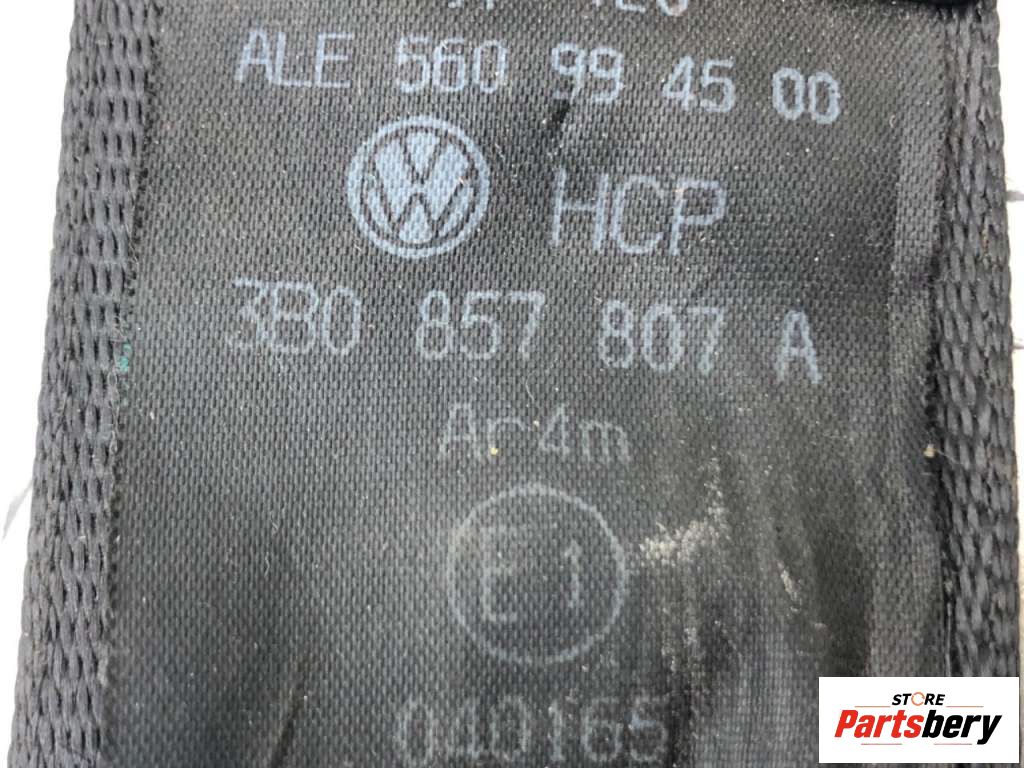 ALE 560 99 45 00
HCP
3B0 857 807 A
Ar4m
E1
040165
STORE
Partsbery